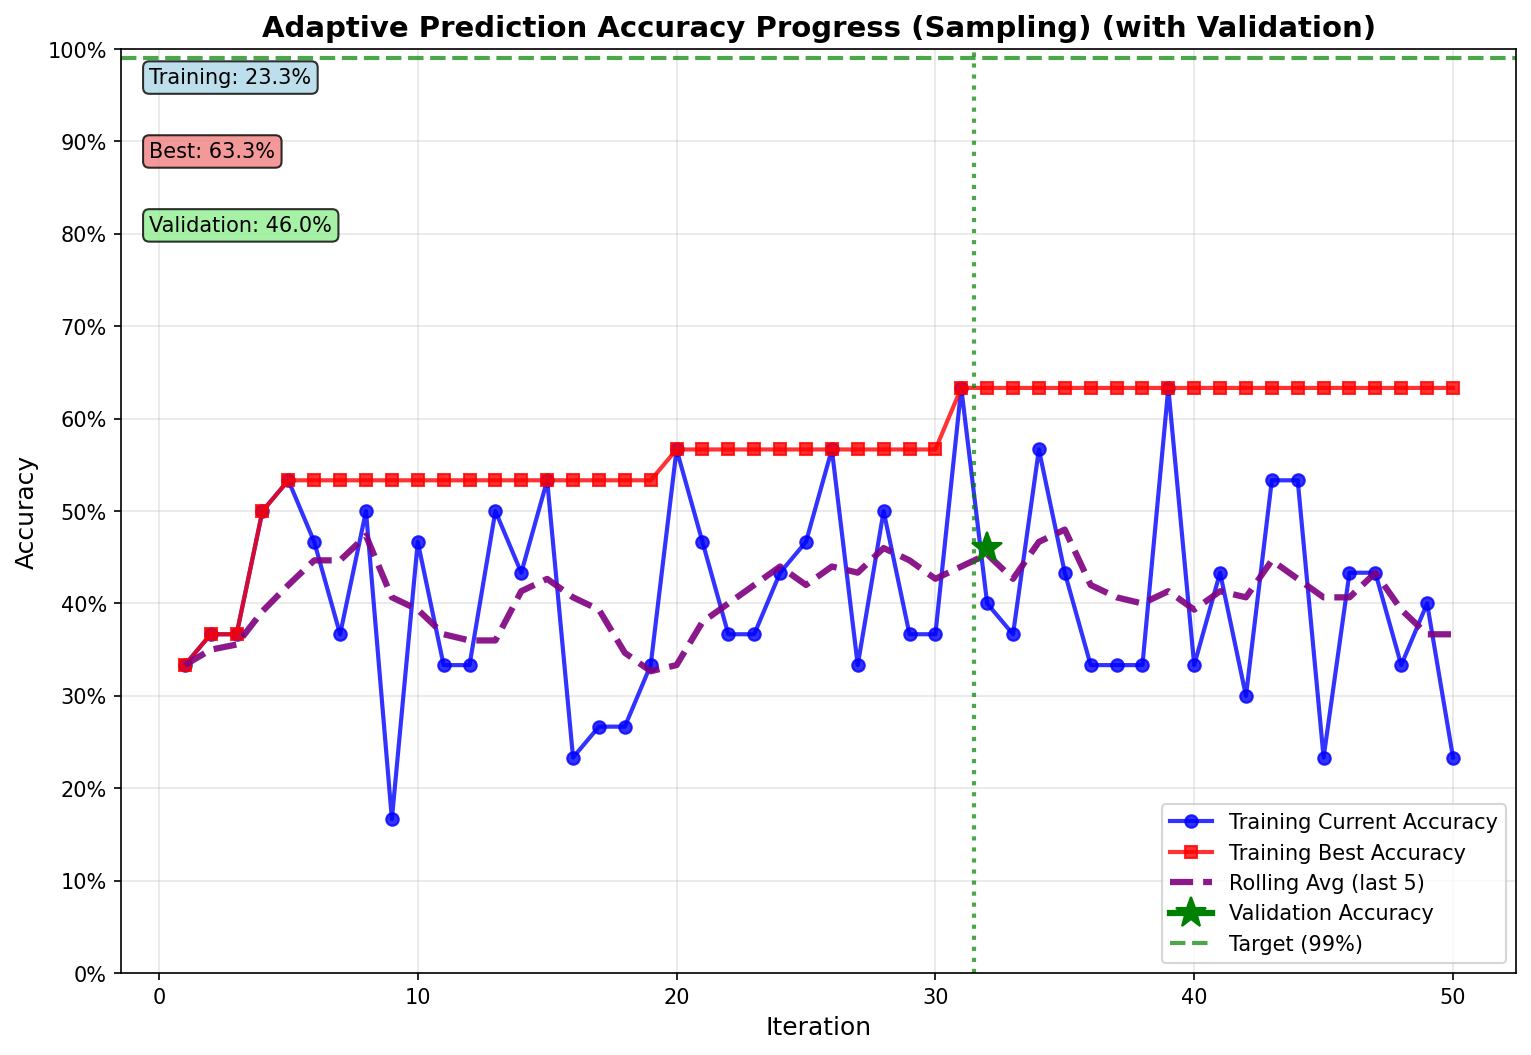 Adaptive Prediction Accuracy Progress (Sampling) (with Validation)
100%
90%
80%
70%
60%
50%
40%
30%
20%
10%
0%
Accuracy
Training: 23.3%
Best: 63.3%
Validation: 46.0%
Training Current Accuracy
Training Best Accuracy
Rolling Avg (last 5)
Validation Accuracy
Target (99%)
0 10 20 30 40 50
Iteration